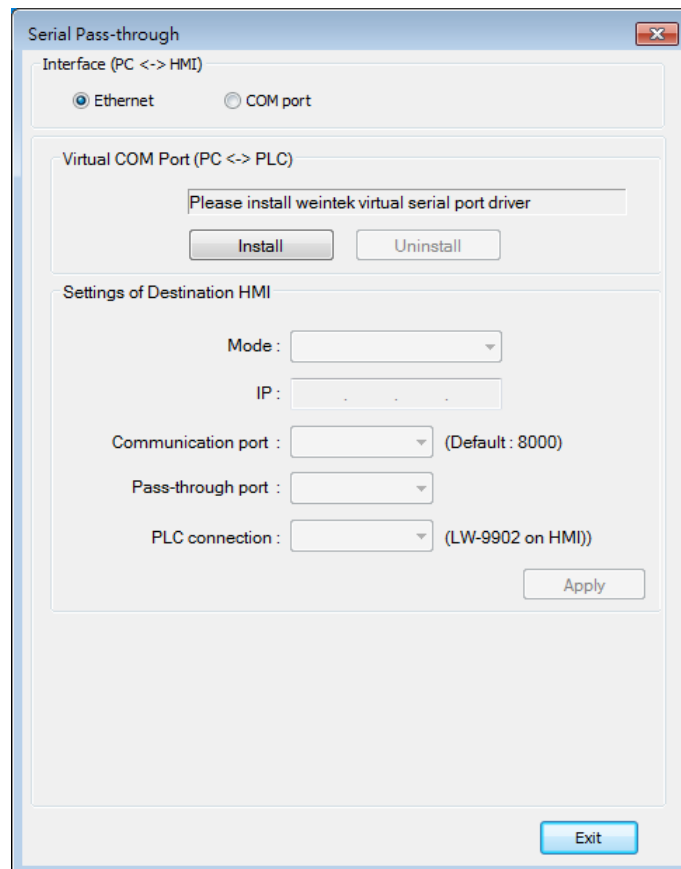 Serial Pass-through
Interface (PC <-> HMI)
Ethernet COM port
Virtual COM Port (PC <-> PLC)
Please install weintek virtual serial port driver
Install Uninstall
Settings of Destination HMI
Mode :
IP : . . .
Communication port : (Default : 8000)
Pass-through port :
PLC connection : (LW-9902 on HMI))
Apply
Exit